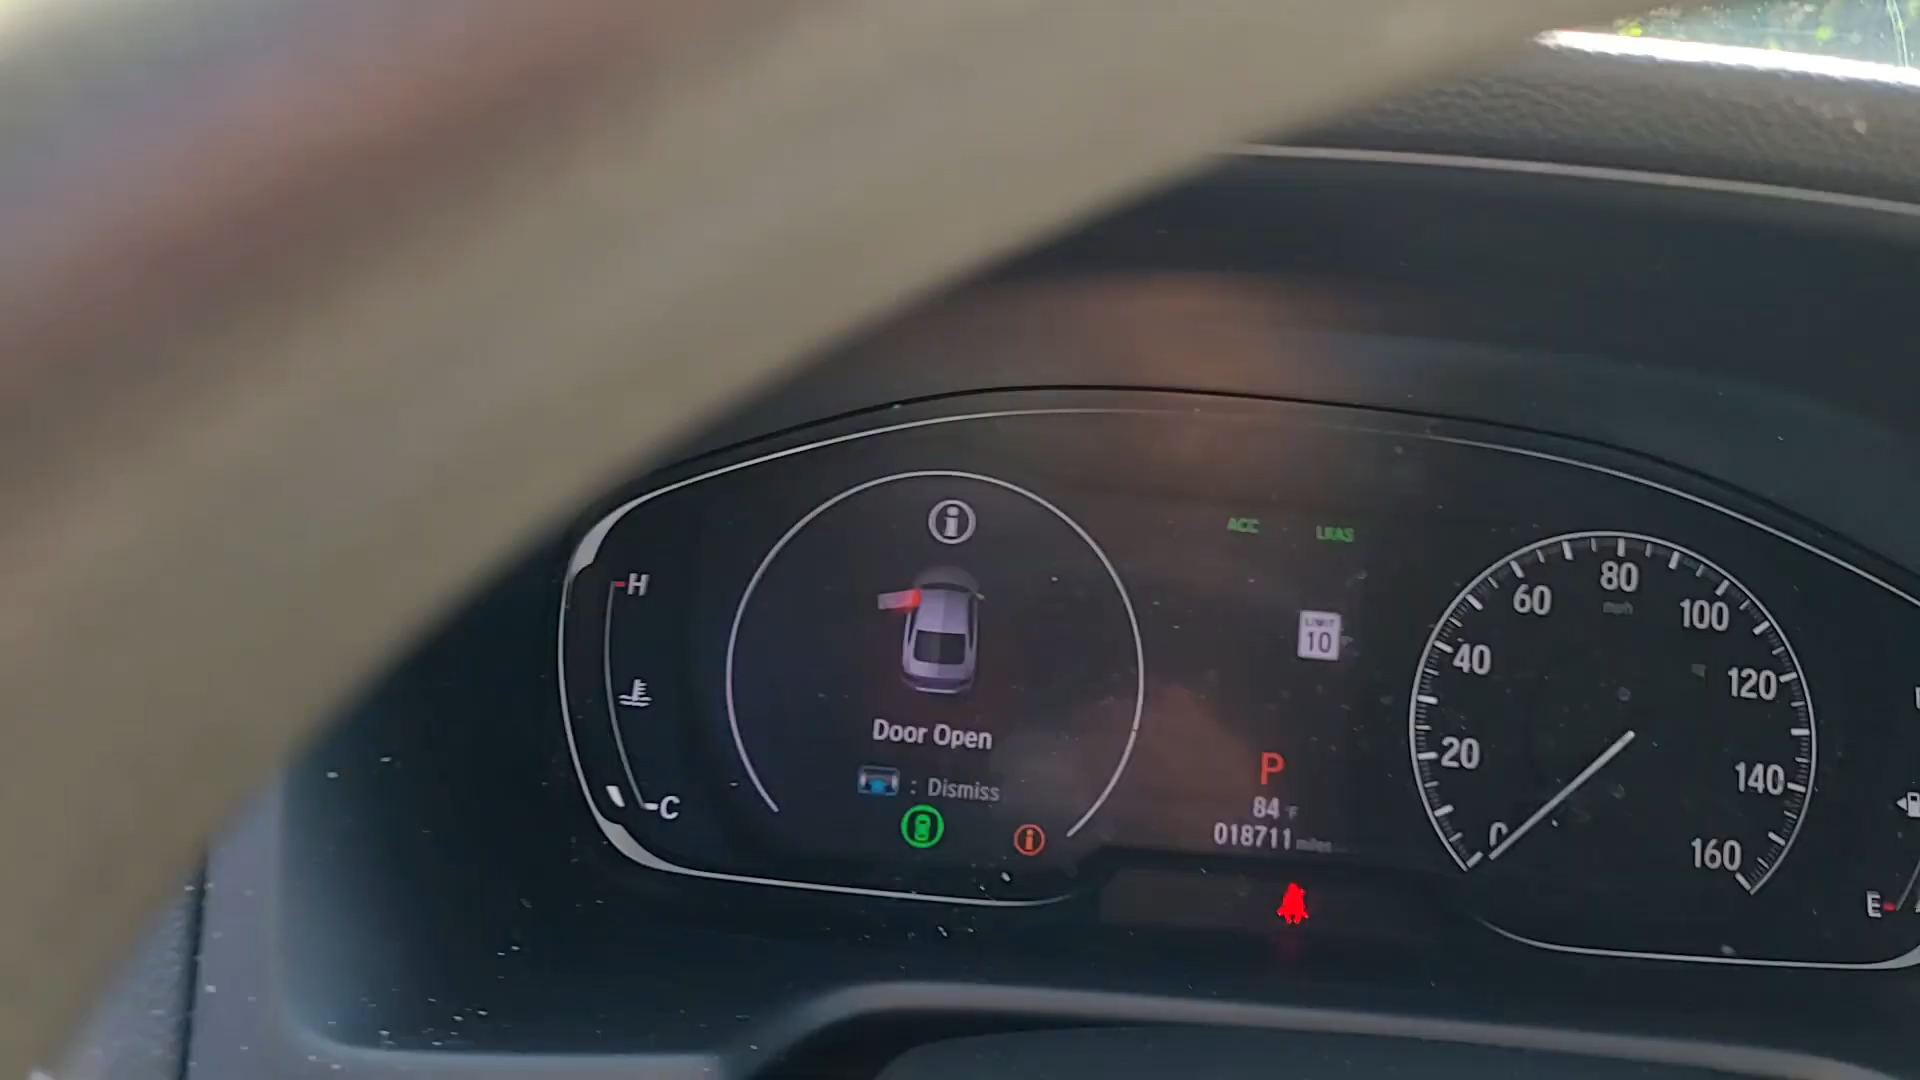 H
C
Door Open
: Dismiss
ACC
LKAS
LIMIT
10
P
84 °F
018711 miles
0
20
40
60
80
mph
100
120
140
160
E